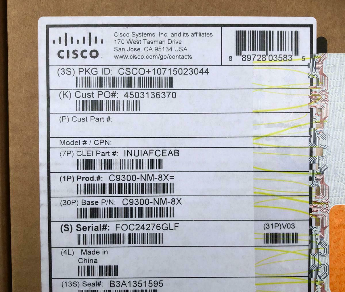 CISCO
Cisco Systems, Inc. and its affiliates
170 West Tasman Drive
San Jose, CA 95134 USA
www.cisco.com/go/contacts
8 89728 03583 5
(3S) PKG ID: CSCO+10715023044
(K) Cust PO#: 4503136370
(P) Cust Part #:
Model # / CPN:
(7P) CLEI Part #: INUIAFCEAB
(1P) Prod.#: C9300-NM-8X=
(30P) Base P/N: C9300-NM-8X
(S) Serial#: FOC24276GLF
(31P)V03
(4L) Made in
China
(13S) Seal#: B3A1351595